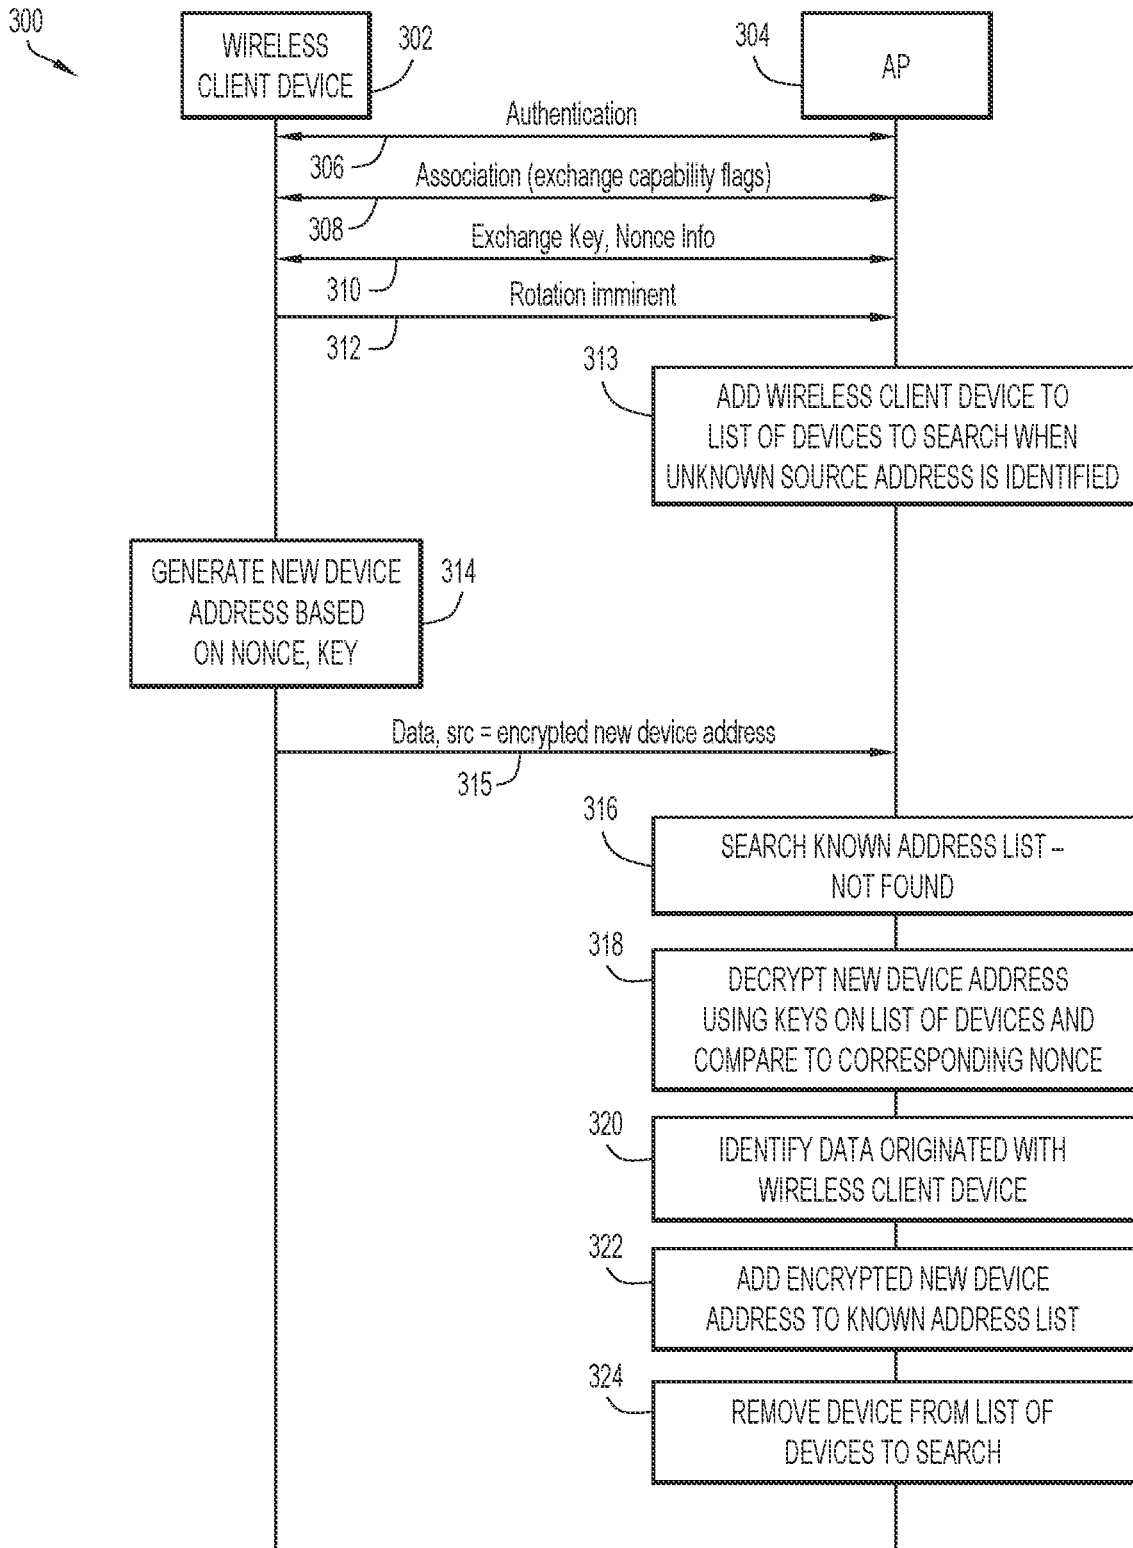 300
WIRELESS
CLIENT DEVICE
302
304
AP
Authentication
306
Association (exchange capability flags)
308
Exchange Key, Nonce Info
310
Rotation imminent
312
313
ADD WIRELESS CLIENT DEVICE TO
LIST OF DEVICES TO SEARCH WHEN
UNKNOWN SOURCE ADDRESS IS IDENTIFIED
GENERATE NEW DEVICE
ADDRESS BASED
ON NONCE, KEY
314
Data, src = encrypted new device address
315
316
SEARCH KNOWN ADDRESS LIST –
NOT FOUND
318
DECRYPT NEW DEVICE ADDRESS
USING KEYS ON LIST OF DEVICES AND
COMPARE TO CORRESPONDING NONCE
320
IDENTIFY DATA ORIGINATED WITH
WIRELESS CLIENT DEVICE
322
ADD ENCRYPTED NEW DEVICE
ADDRESS TO KNOWN ADDRESS LIST
324
REMOVE DEVICE FROM LIST OF
DEVICES TO SEARCH